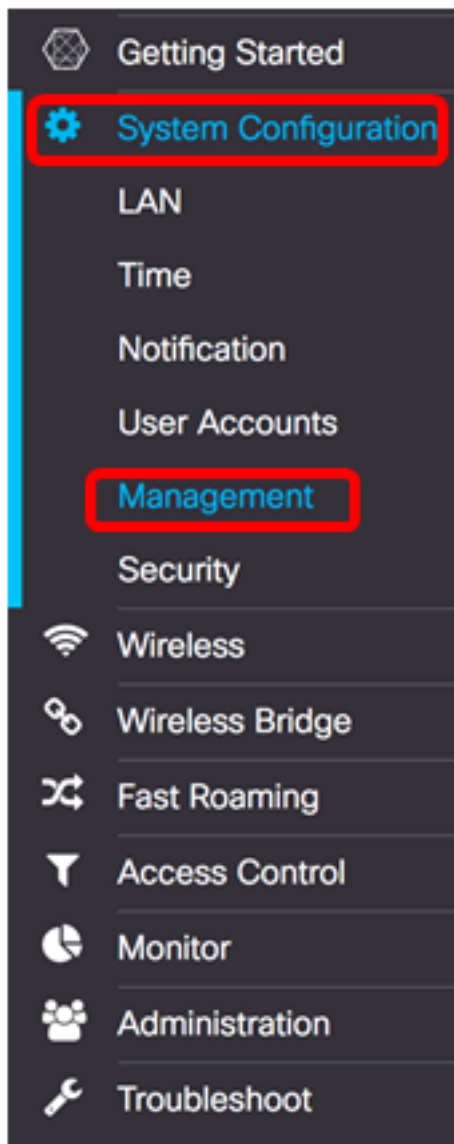 Getting Started
System Configuration
LAN
Time
Notification
User Accounts
Management
Security
Wireless
Wireless Bridge
Fast Roaming
Access Control
Monitor
Administration
Troubleshoot